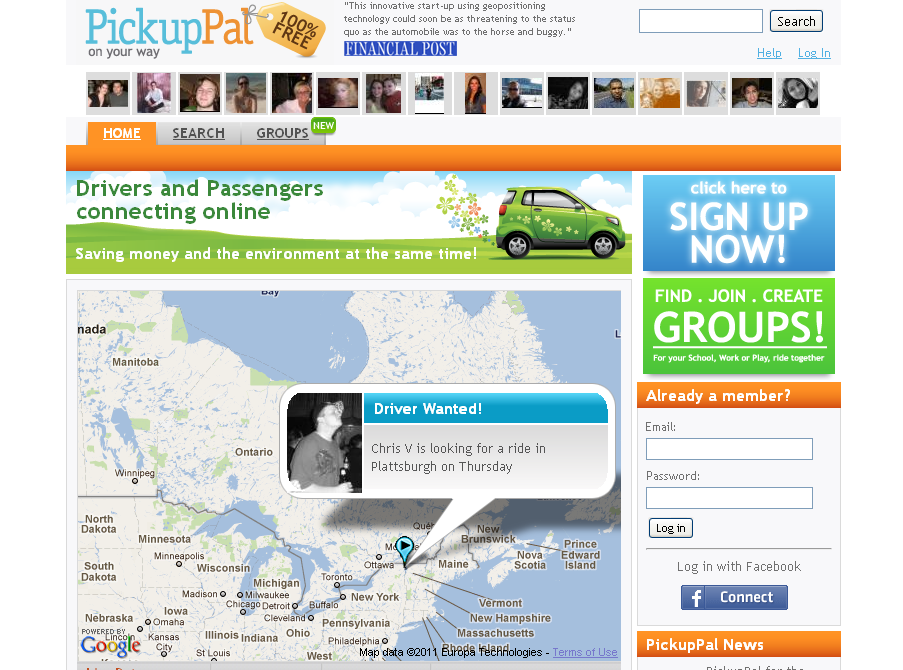 PickupPal
on your way
100% FREE
"This innovative start-up using geopositioning
technology could soon be as threatening to the status
quo as the automobile was to the horse and buggy."
FINANCIAL POST
Search
Help Log In
HOME SEARCH GROUPS NEW
Drivers and Passengers
connecting online
Saving money and the environment at the same time!
click here to
SIGN UP
NOW!
FIND . JOIN . CREATE
GROUPS!
For your School, Work or Play, ride together
Already a member?
Email:
Password:
Log in
Log in with Facebook
f Connect
PickupPal News
PickupPal for the
Bay
nada
Manitoba
Driver Wanted!
Chris V is looking for a ride in
Plattsburgh on Thursday
Ontario
Winnipeg
North
Dakota
Minnesota
Minneapolis
Wisconsin
South
Dakota
Québ
New
Brunswick
Prince
Edward
Island
Nova
Scotia
Maine
Ottawa
Michigan
Toronto
Madison
Milwaukee
Chicago
Detroit
Buffalo
New York
Vermont
New Hampshire
Massachusetts
Rhode Island
Iowa
Nebraska
Omaha
Lincoln
Cleveland
Pennsylvania
Illinois
Indiana
Ohio
Philadelphia
Kansas
City
St Louis
West
POWERED BY
Google
Map data ©2011 Europa Technologies - Terms of Use